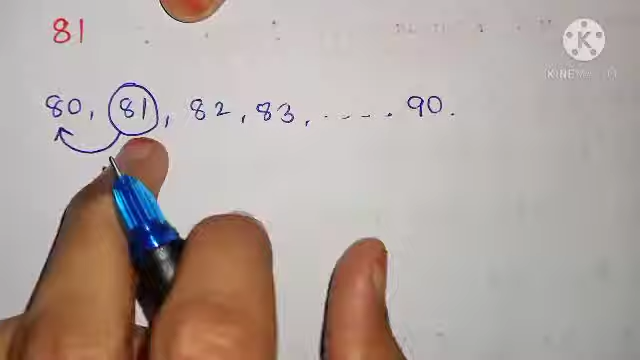 81
80, 81, 82, 83, ..... 90.